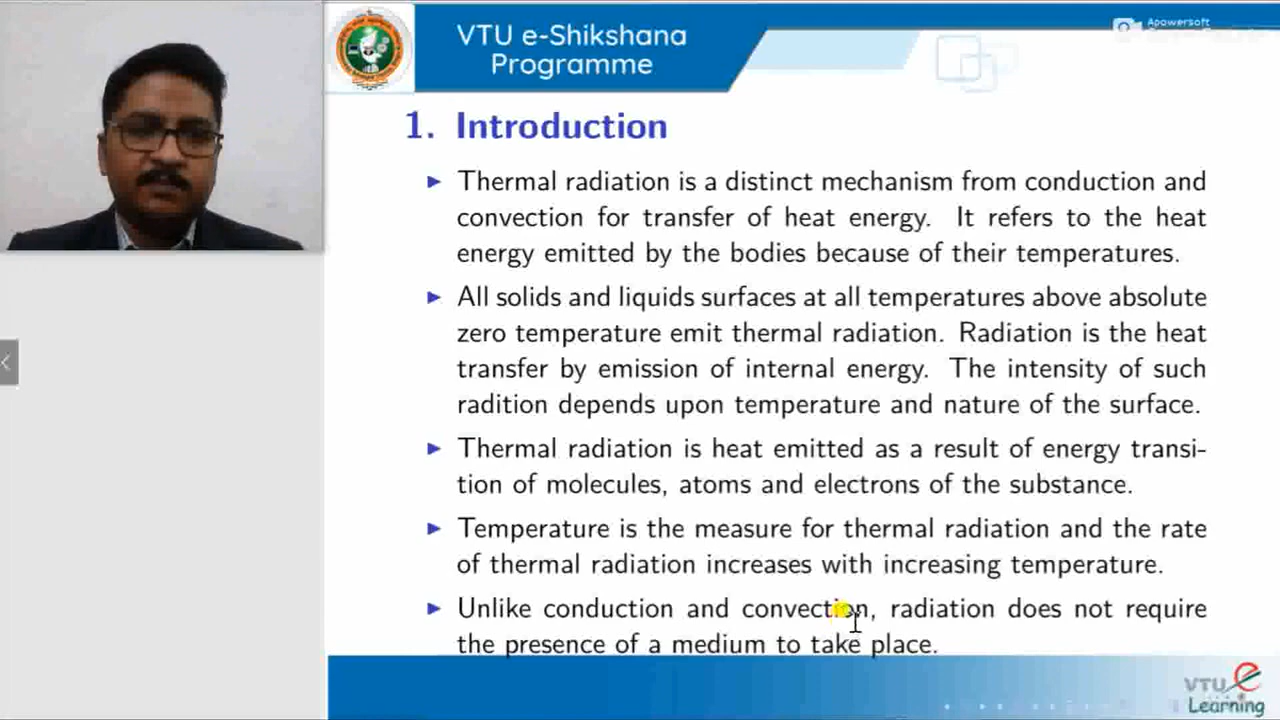 VTU e-Shikshana
Programme
Apowersoft
1. Introduction
Thermal radiation is a distinct mechanism from conduction and
convection for transfer of heat energy. It refers to the heat
energy emitted by the bodies because of their temperatures.
All solids and liquids surfaces at all temperatures above absolute
zero temperature emit thermal radiation. Radiation is the heat
transfer by emission of internal energy. The intensity of such
radition depends upon temperature and nature of the surface.
Thermal radiation is heat emitted as a result of energy transi-
tion of molecules, atoms and electrons of the substance.
Temperature is the measure for thermal radiation and the rate
of thermal radiation increases with increasing temperature.
Unlike conduction and convection, radiation does not require
the presence of a medium to take place.
VTU e
Learning